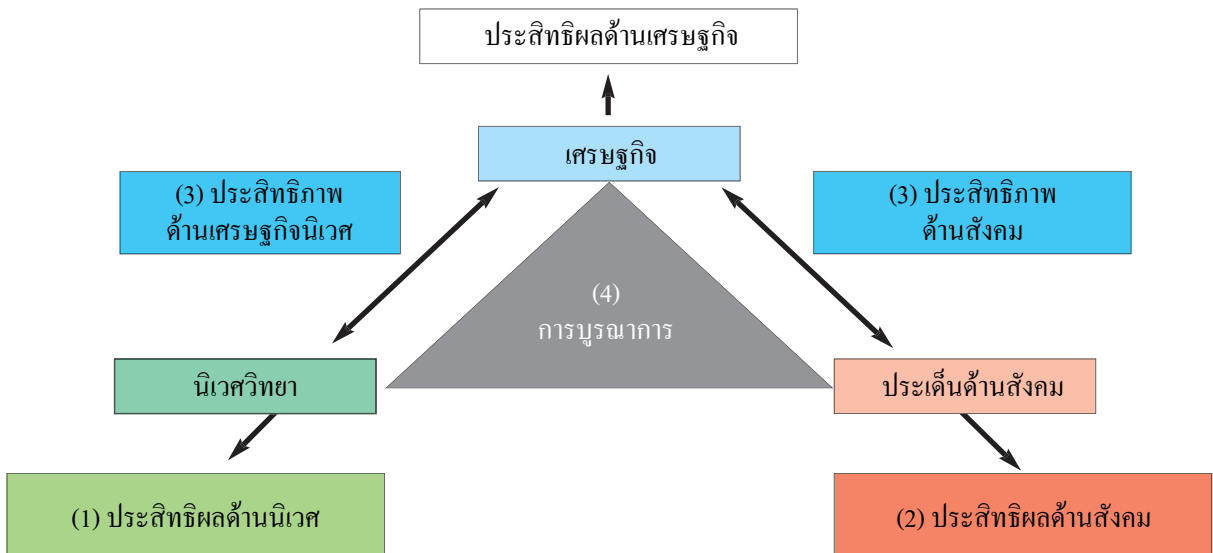 ประสิทธิผลด้านเศรษฐกิจ
เศรษฐกิจ
(3) ประสิทธิภาพ
ด้านเศรษฐกิจนิเวศ
(3) ประสิทธิภาพ
ด้านสังคม
(4)
การบูรณาการ
นิเวศวิทยา
ประเด็นด้านสังคม
(1) ประสิทธิผลด้านนิเวศ
(2) ประสิทธิผลด้านสังคม